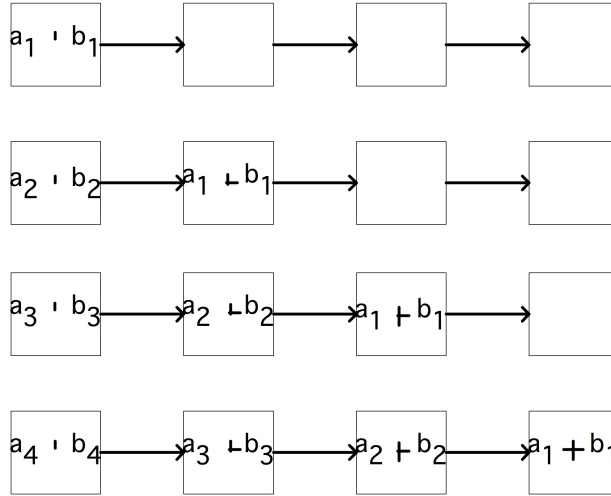 a₁ ' b₁
a₂ ' b₂ a₁ ⌞ b₁
a₃ ' b₃ a₂ ⌞ b₂ a₁ ⊦ b₁
a₄ ' b₄ a₃ ⌞ b₃ a₂ ⊦ b₂ a₁ + b₁